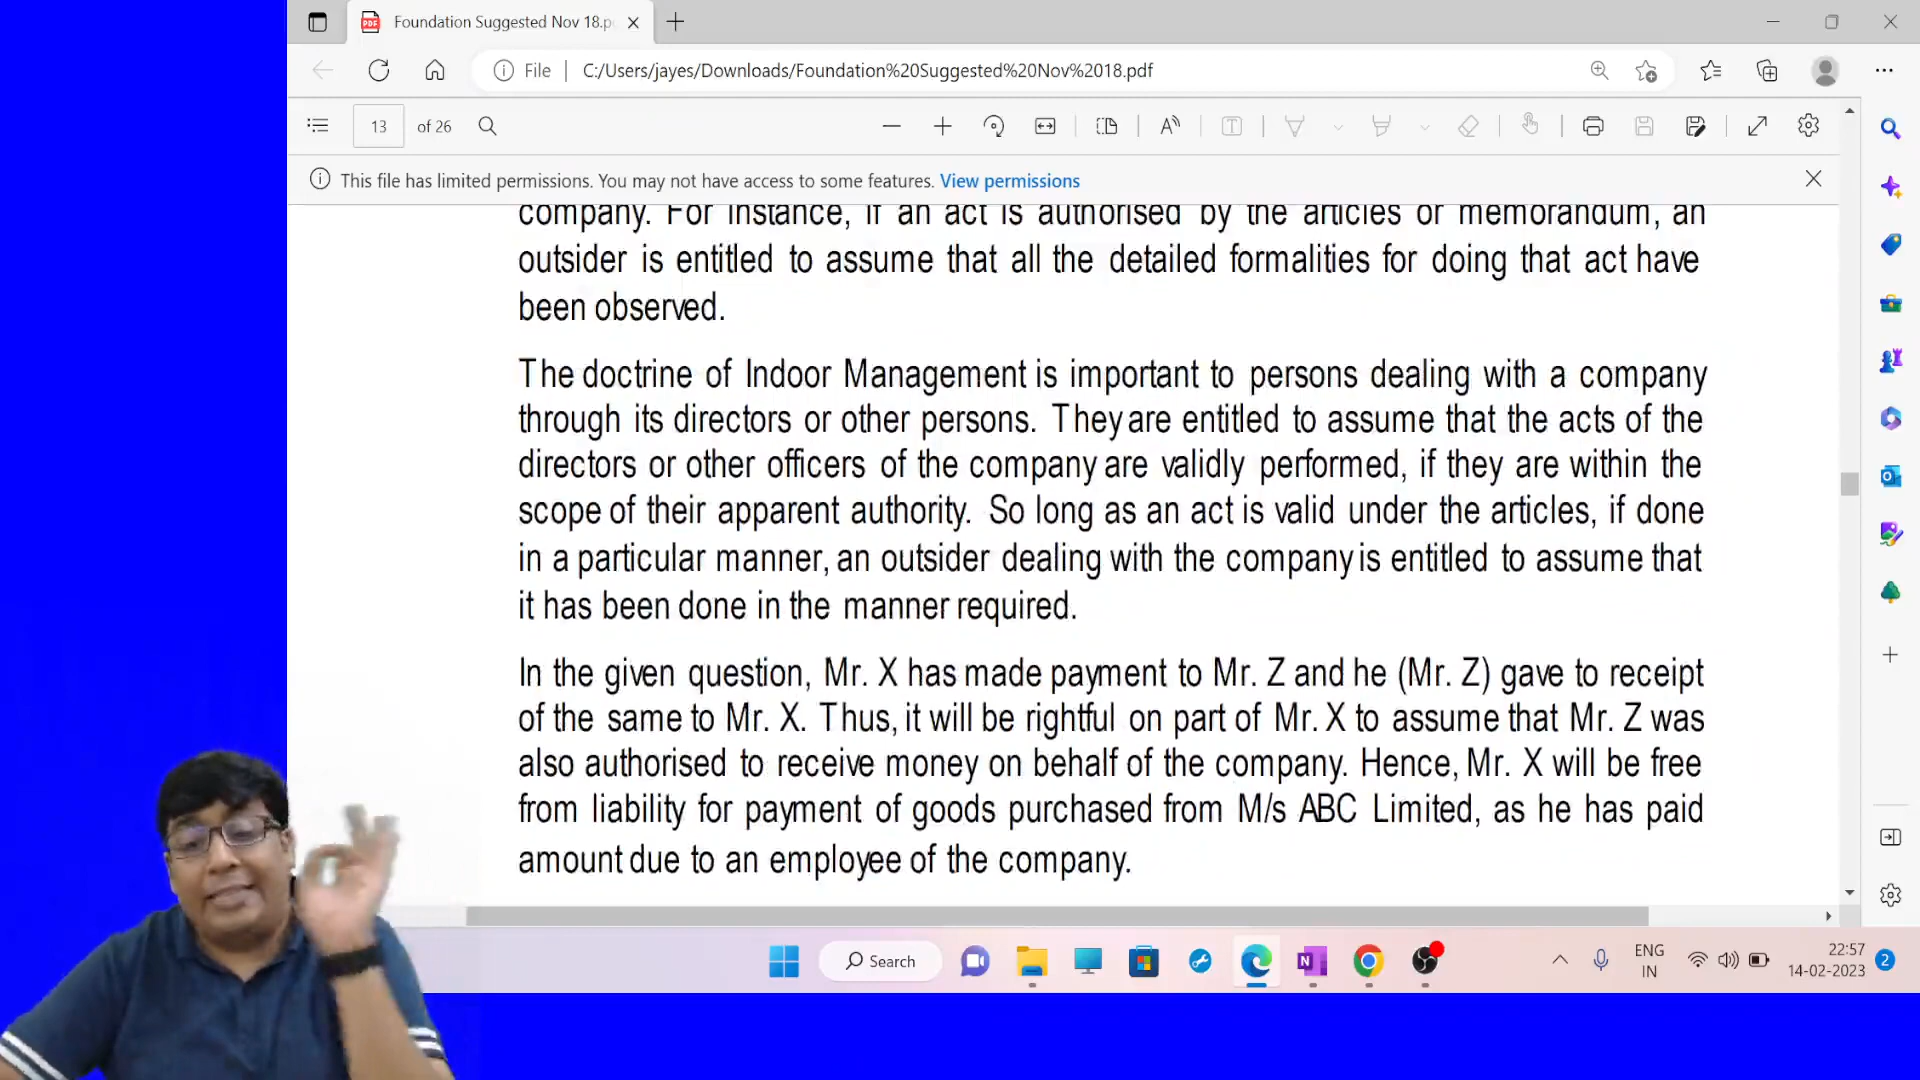 Foundation Suggested Nov 18.p
File
C:/Users/jayes/Downloads/Foundation%20Suggested%20Nov%2018.pdf
13 of 26
This file has limited permissions. You may not have access to some features. View permissions
company. For instance, if an act is authorised by the articles or memorandum, an
outsider is entitled to assume that all the detailed formalities for doing that act have
been observed.
The doctrine of Indoor Management is important to persons dealing with a company
through its directors or other persons. They are entitled to assume that the acts of the
directors or other officers of the company are validly performed, if they are within the
scope of their apparent authority. So long as an act is valid under the articles, if done
in a particular manner, an outsider dealing with the company is entitled to assume that
it has been done in the manner required.
In the given question, Mr. X has made payment to Mr. Z and he (Mr. Z) gave to receipt
of the same to Mr. X. Thus, it will be rightful on part of Mr. X to assume that Mr. Z was
also authorised to receive money on behalf of the company. Hence, Mr. X will be free
from liability for payment of goods purchased from M/s ABC Limited, as he has paid
amount due to an employee of the company.
Search
ENG
IN
22:57
14-02-2023
2